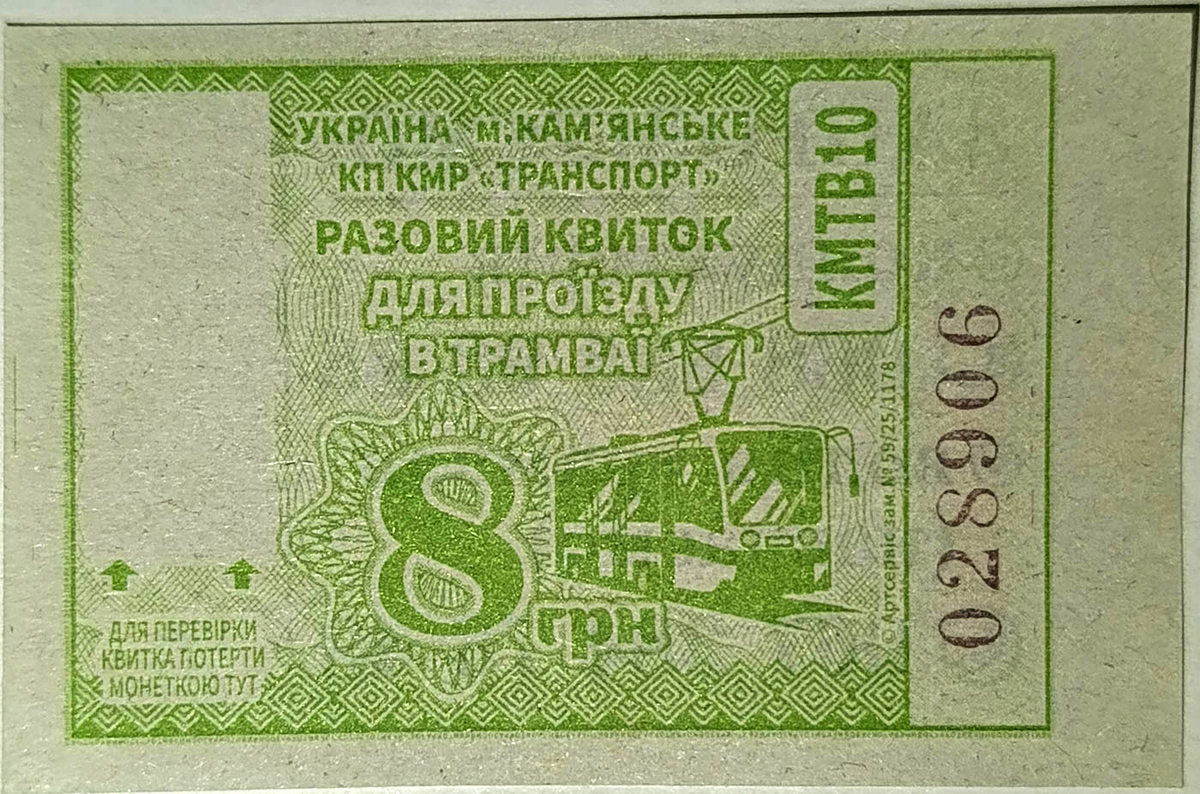 УКРАЇНА м.КАМ’ЯНСЬКЕ
КП КМР «ТРАНСПОРТ»
РАЗОВИЙ КВИТОК
ДЛЯ ПРОЇЗДУ
В ТРАМВАЇ
8 грн
ДЛЯ ПЕРЕВІРКИ
КВИТКА ПОТЕРТИ
МОНЕТКОЮ ТУТ
КМТВ10
© Артсервіс зам. № 59/25/1178
028906